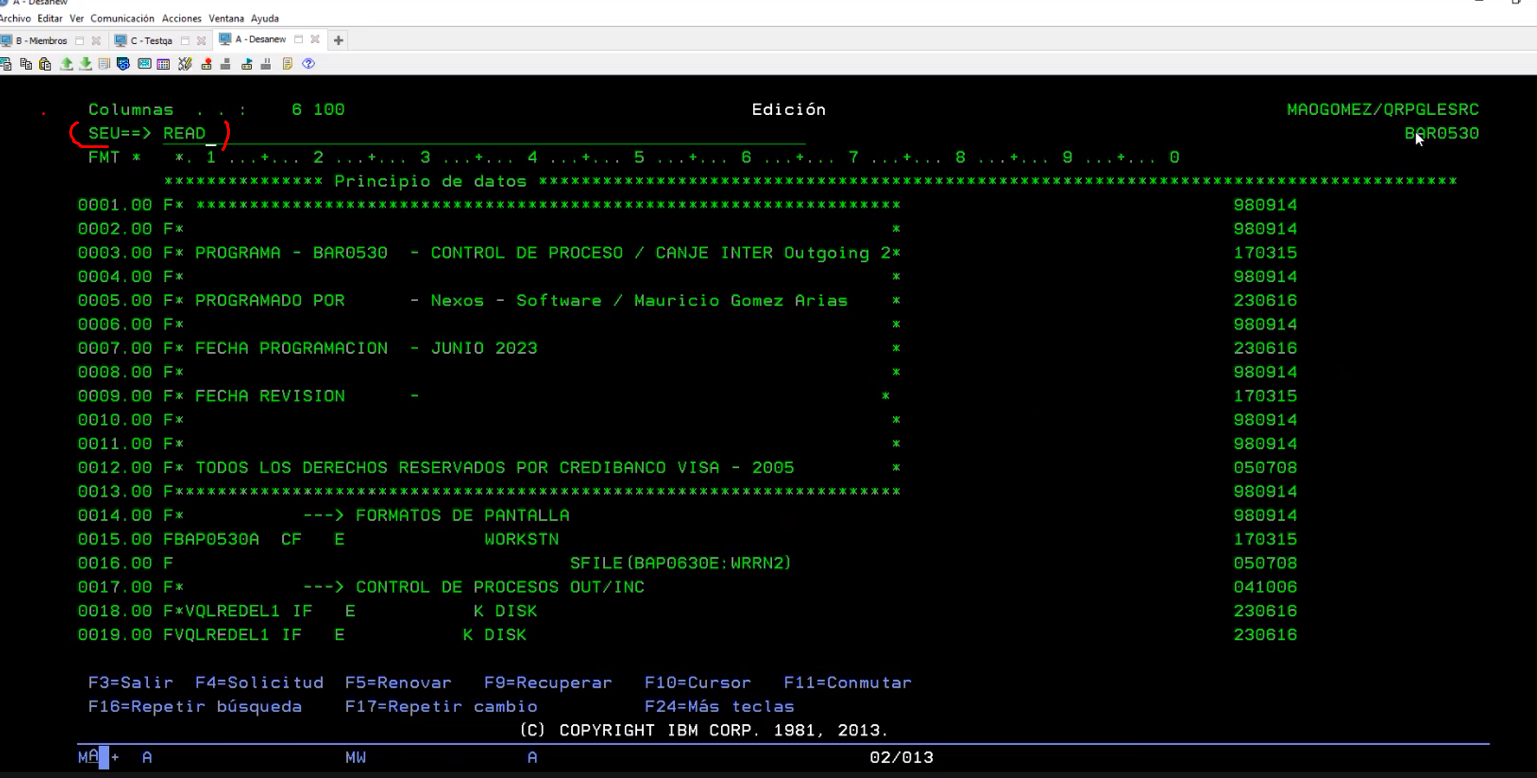 A - Desanew
Archivo Editar Ver Comunicación Acciones Ventana Ayuda
B - Miembros C - Testqa A - Desanew
Columnas . . : 6 100 Edición MAOGOMEZ/QRPGLESRC
SEU==> READ_ BAR0530
FMT * *. 1 ...+... 2 ...+... 3 ...+... 4 ...+... 5 ...+... 6 ...+... 7 ...+... 8 ...+... 9 ...+... 0
*************** Principio de datos **************************************************************************************
0001.00 F* ****************************************************************** 980914
0002.00 F* * 980914
0003.00 F* PROGRAMA - BAR0530 - CONTROL DE PROCESO / CANJE INTER Outgoing 2* 170315
0004.00 F* * 980914
0005.00 F* PROGRAMADO POR - Nexos - Software / Mauricio Gomez Arias * 230616
0006.00 F* * 980914
0007.00 F* FECHA PROGRAMACION - JUNIO 2023 * 230616
0008.00 F* * 980914
0009.00 F* FECHA REVISION - * 170315
0010.00 F* * 980914
0011.00 F* * 980914
0012.00 F* TODOS LOS DERECHOS RESERVADOS POR CREDIBANCO VISA - 2005 * 050708
0013.00 F******************************************************************** 980914
0014.00 F* ---> FORMATOS DE PANTALLA 980914
0015.00 FBAP0530A CF E WORKSTN 170315
0016.00 F SFILE(BAP0630E:WRRN2) 050708
0017.00 F* ---> CONTROL DE PROCESOS OUT/INC 041006
0018.00 F*VQLREDEL1 IF E K DISK 230616
0019.00 FVQLREDEL1 IF E K DISK 230616
F3=Salir F4=Solicitud F5=Renovar F9=Recuperar F10=Cursor F11=Conmutar
F16=Repetir búsqueda F17=Repetir cambio F24=Más teclas
(C) COPYRIGHT IBM CORP. 1981, 2013.
MA + A MW A 02/013